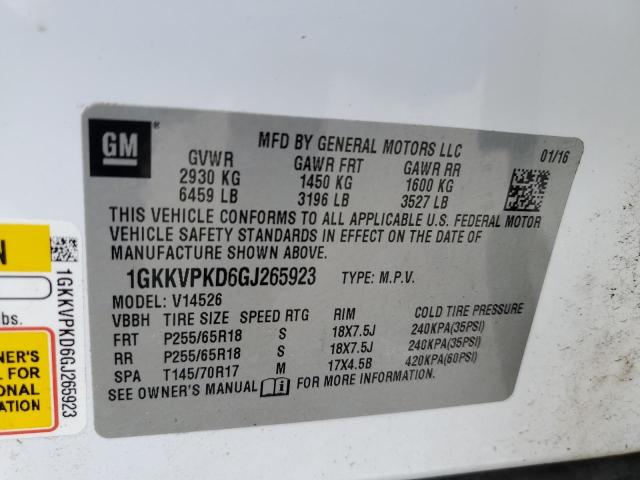 GM
®
MFD BY GENERAL MOTORS LLC 01/16
GVWR GAWR FRT GAWR RR
2930 KG 1450 KG 1600 KG
6459 LB 3196 LB 3527 LB
THIS VEHICLE CONFORMS TO ALL APPLICABLE U.S. FEDERAL MOTOR
VEHICLE SAFETY STANDARDS IN EFFECT ON THE DATE OF
MANUFACTURE SHOWN ABOVE.
1GKKVPKD6GJ265923 TYPE: M.P.V.
MODEL: V14526
VBBH TIRE SIZE SPEED RTG RIM COLD TIRE PRESSURE
FRT P255/65R18 S 18X7.5J 240KPA(35PSI)
RR P255/65R18 S 18X7.5J 240KPA(35PSI)
SPA T145/70R17 M 17X4.5B 420KPA(60PSI)
SEE OWNER'S MANUAL FOR MORE INFORMATION.
N
lbs.
OWNER'S
L FOR
IONAL
MATION
1GKKVPKD6GJ265923